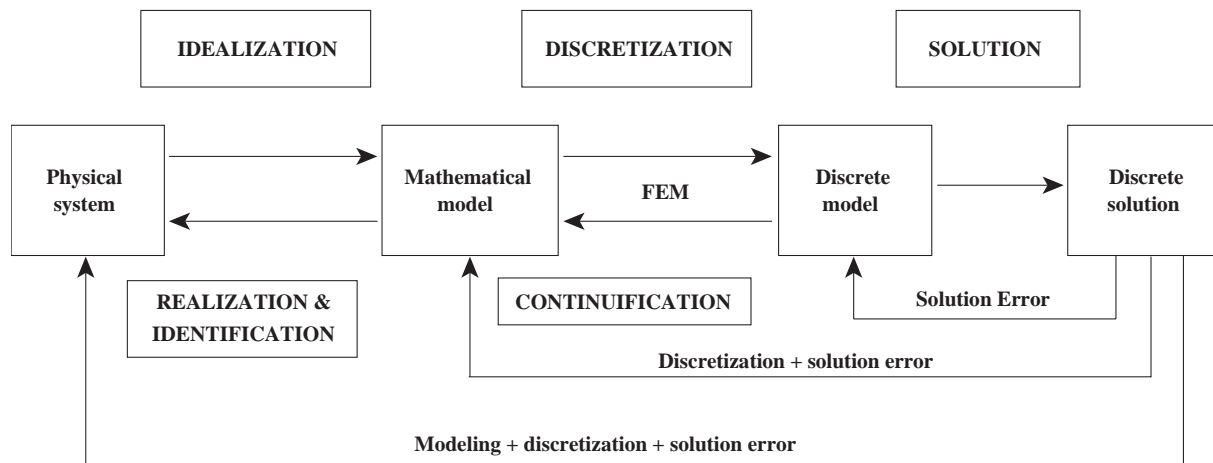 IDEALIZATION
DISCRETIZATION
SOLUTION
Physical
system
Mathematical
model
FEM
Discrete
model
Discrete
solution
REALIZATION &
IDENTIFICATION
CONTINUIFICATION
Solution Error
Discretization + solution error
Modeling + discretization + solution error